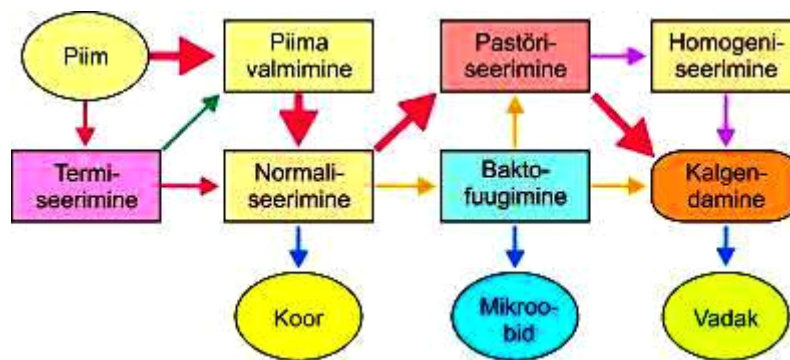 Piim
Piima
valmimine
Pastöri-
seerimine
Homogeni-
seerimine
Termi-
seerimine
Normali-
seerimine
Bakto-
fuugimine
Kalgen-
damine
Koor
Mikroo-
bid
Vadak